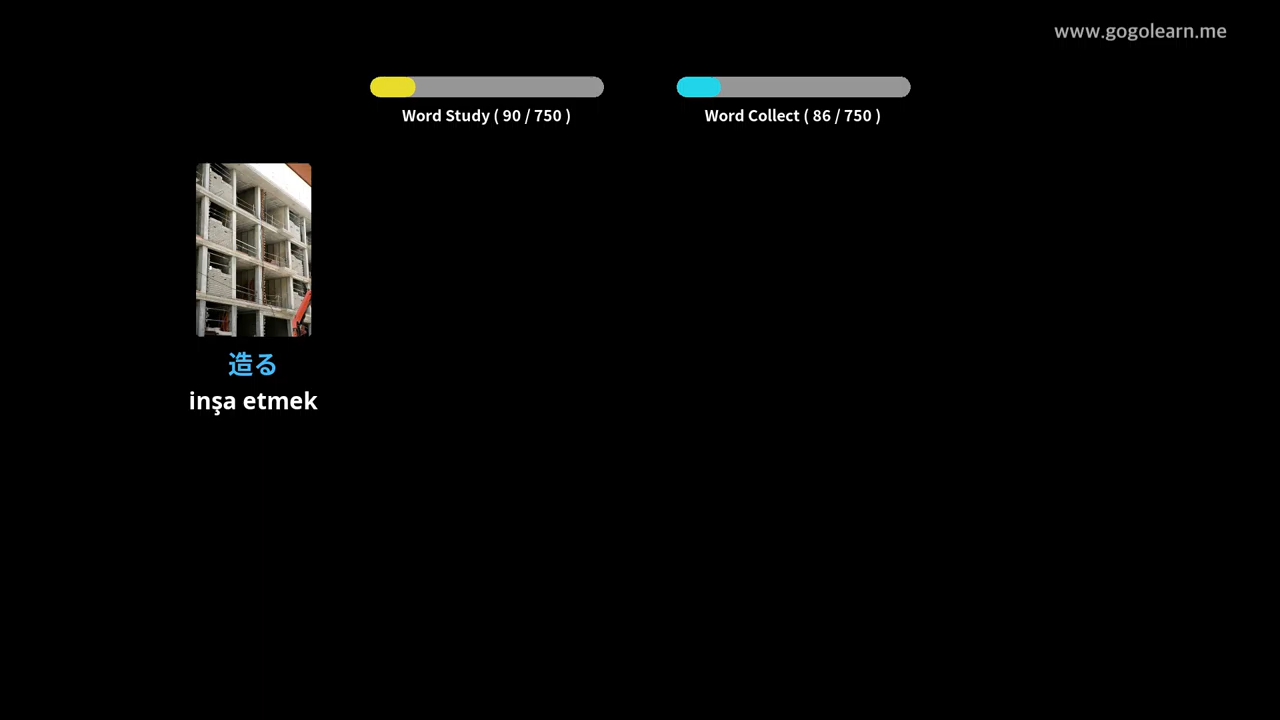 www.gogolearn.me
Word Study ( 90 / 750 )
Word Collect ( 86 / 750 )
造る
inşa etmek